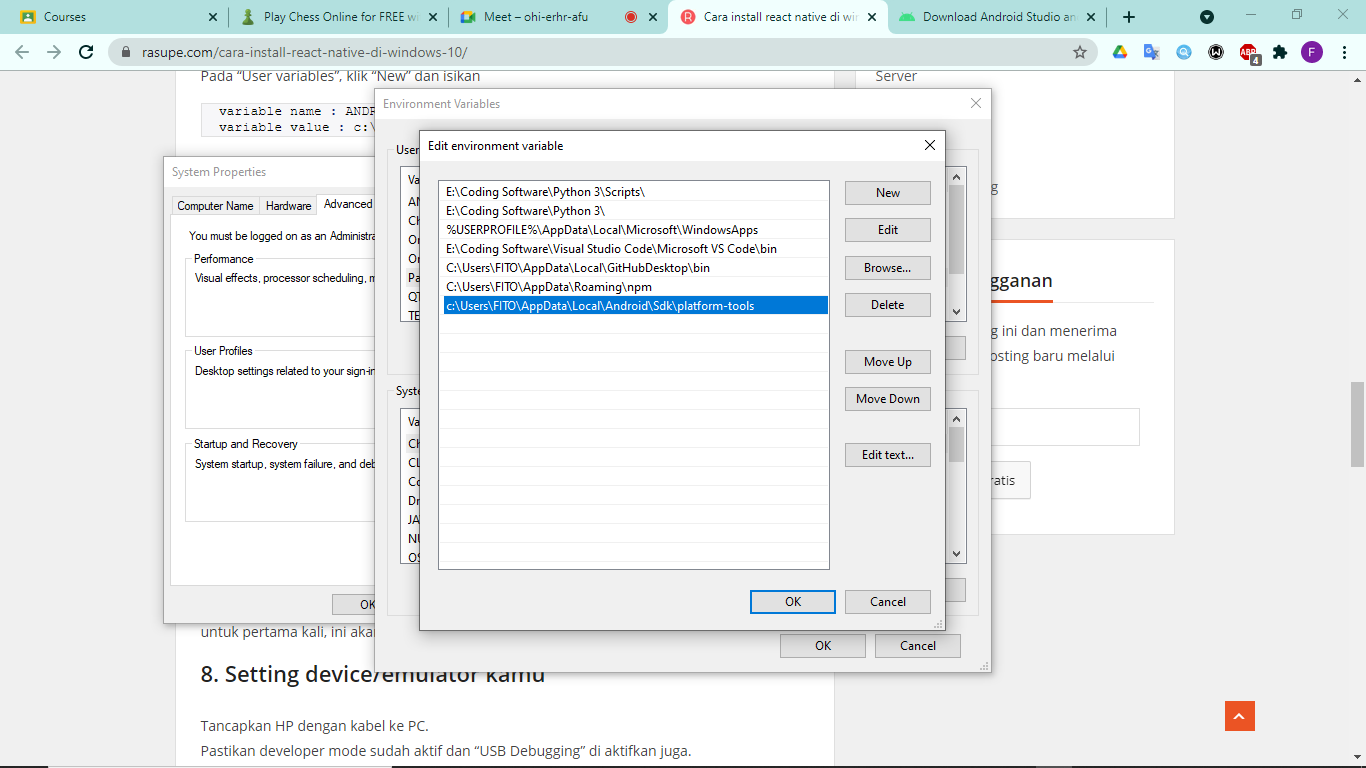 Courses
Play Chess Online for FREE wi
Meet – ohi-erhr-afu
Cara install react native di win
Download Android Studio an
rasupe.com/cara-install-react-native-di-windows-10/
ABP
4
F
Pada “User variables”, klik “New” dan isikan
variable name : ANDR
variable value : c:\
Server
g
Environment Variables
User
Va
AN
Ch
On
On
Pa
QT
TE
Syste
Va
Ch
CL
Co
Dr
JA
NU
OS
OK
Cancel
System Properties
Computer Name
Hardware
Advanced
You must be logged on as an Administra
Performance
Visual effects, processor scheduling, m
User Profiles
Desktop settings related to your sign-in
Startup and Recovery
System startup, system failure, and deb
OK
Edit environment variable
E:\Coding Software\Python 3\Scripts\
E:\Coding Software\Python 3\
%USERPROFILE%\AppData\Local\Microsoft\WindowsApps
E:\Coding Software\Visual Studio Code\Microsoft VS Code\bin
C:\Users\FITO\AppData\Local\GitHubDesktop\bin
C:\Users\FITO\AppData\Roaming\npm
c:\Users\FITO\AppData\Local\Android\Sdk\platform-tools
New
Edit
Browse...
Delete
Move Up
Move Down
Edit text...
OK
Cancel
gganan
g ini dan menerima
osting baru melalui
ratis
untuk pertama kali, ini akan
8. Setting device/emulator kamu
Tancapkan HP dengan kabel ke PC.
Pastikan developer mode sudah aktif dan “USB Debugging” di aktifkan juga.